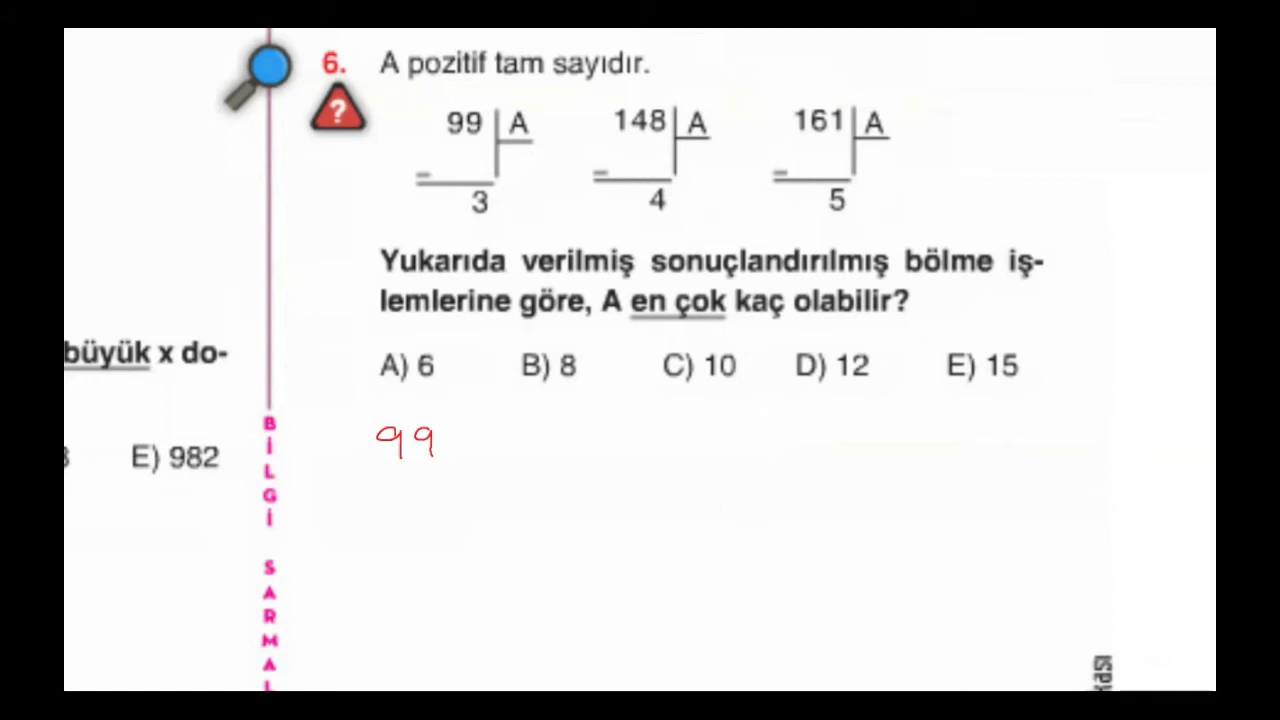 6. A pozitif tam sayıdır.
99 A
3
148 A
4
161 A
5
Yukarıda verilmiş sonuçlandırılmış bölme iş-
lemlerine göre, A en çok kaç olabilir?
A) 6 B) 8 C) 10 D) 12 E) 15
99
büyük x do-
E) 982
BİLGİ SARMAL